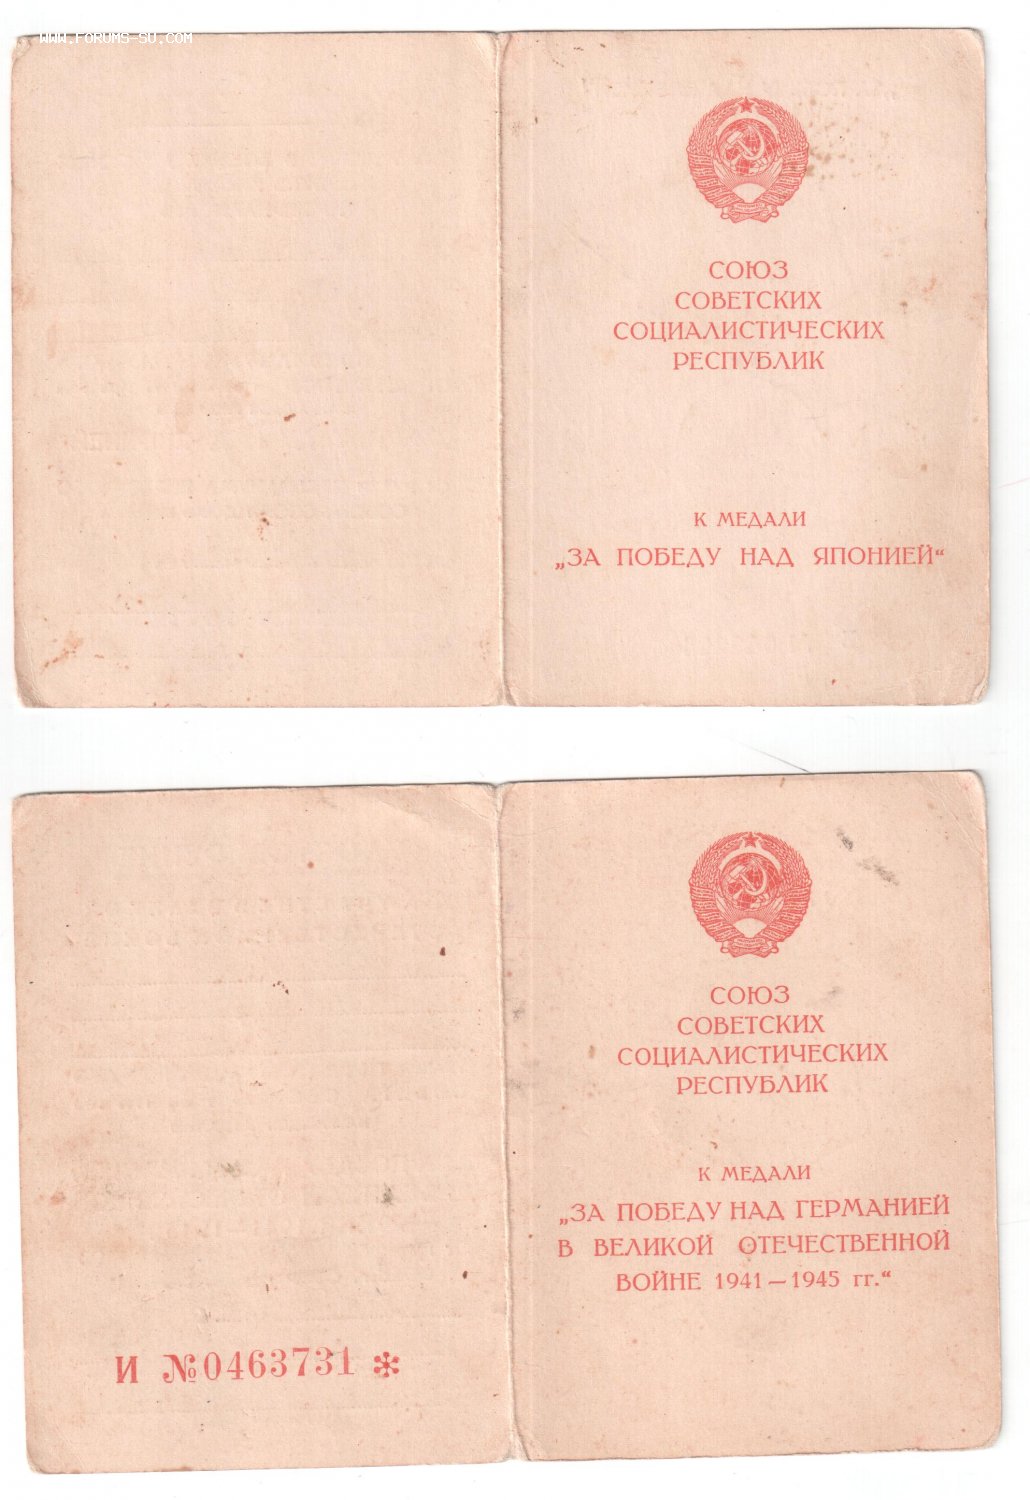 www.forums-su.com
СОЮЗ
СОВЕТСКИХ
СОЦИАЛИСТИЧЕСКИХ
РЕСПУБЛИК
К МЕДАЛИ
„ЗА ПОБЕДУ НАД ЯПОНИЕЙ“
СОЮЗ
СОВЕТСКИХ
СОЦИАЛИСТИЧЕСКИХ
РЕСПУБЛИК
К МЕДАЛИ
„ЗА ПОБЕДУ НАД ГЕРМАНИЕЙ
В ВЕЛИКОЙ ОТЕЧЕСТВЕННОЙ
ВОЙНЕ 1941—1945 гг.“
И №0463731 *